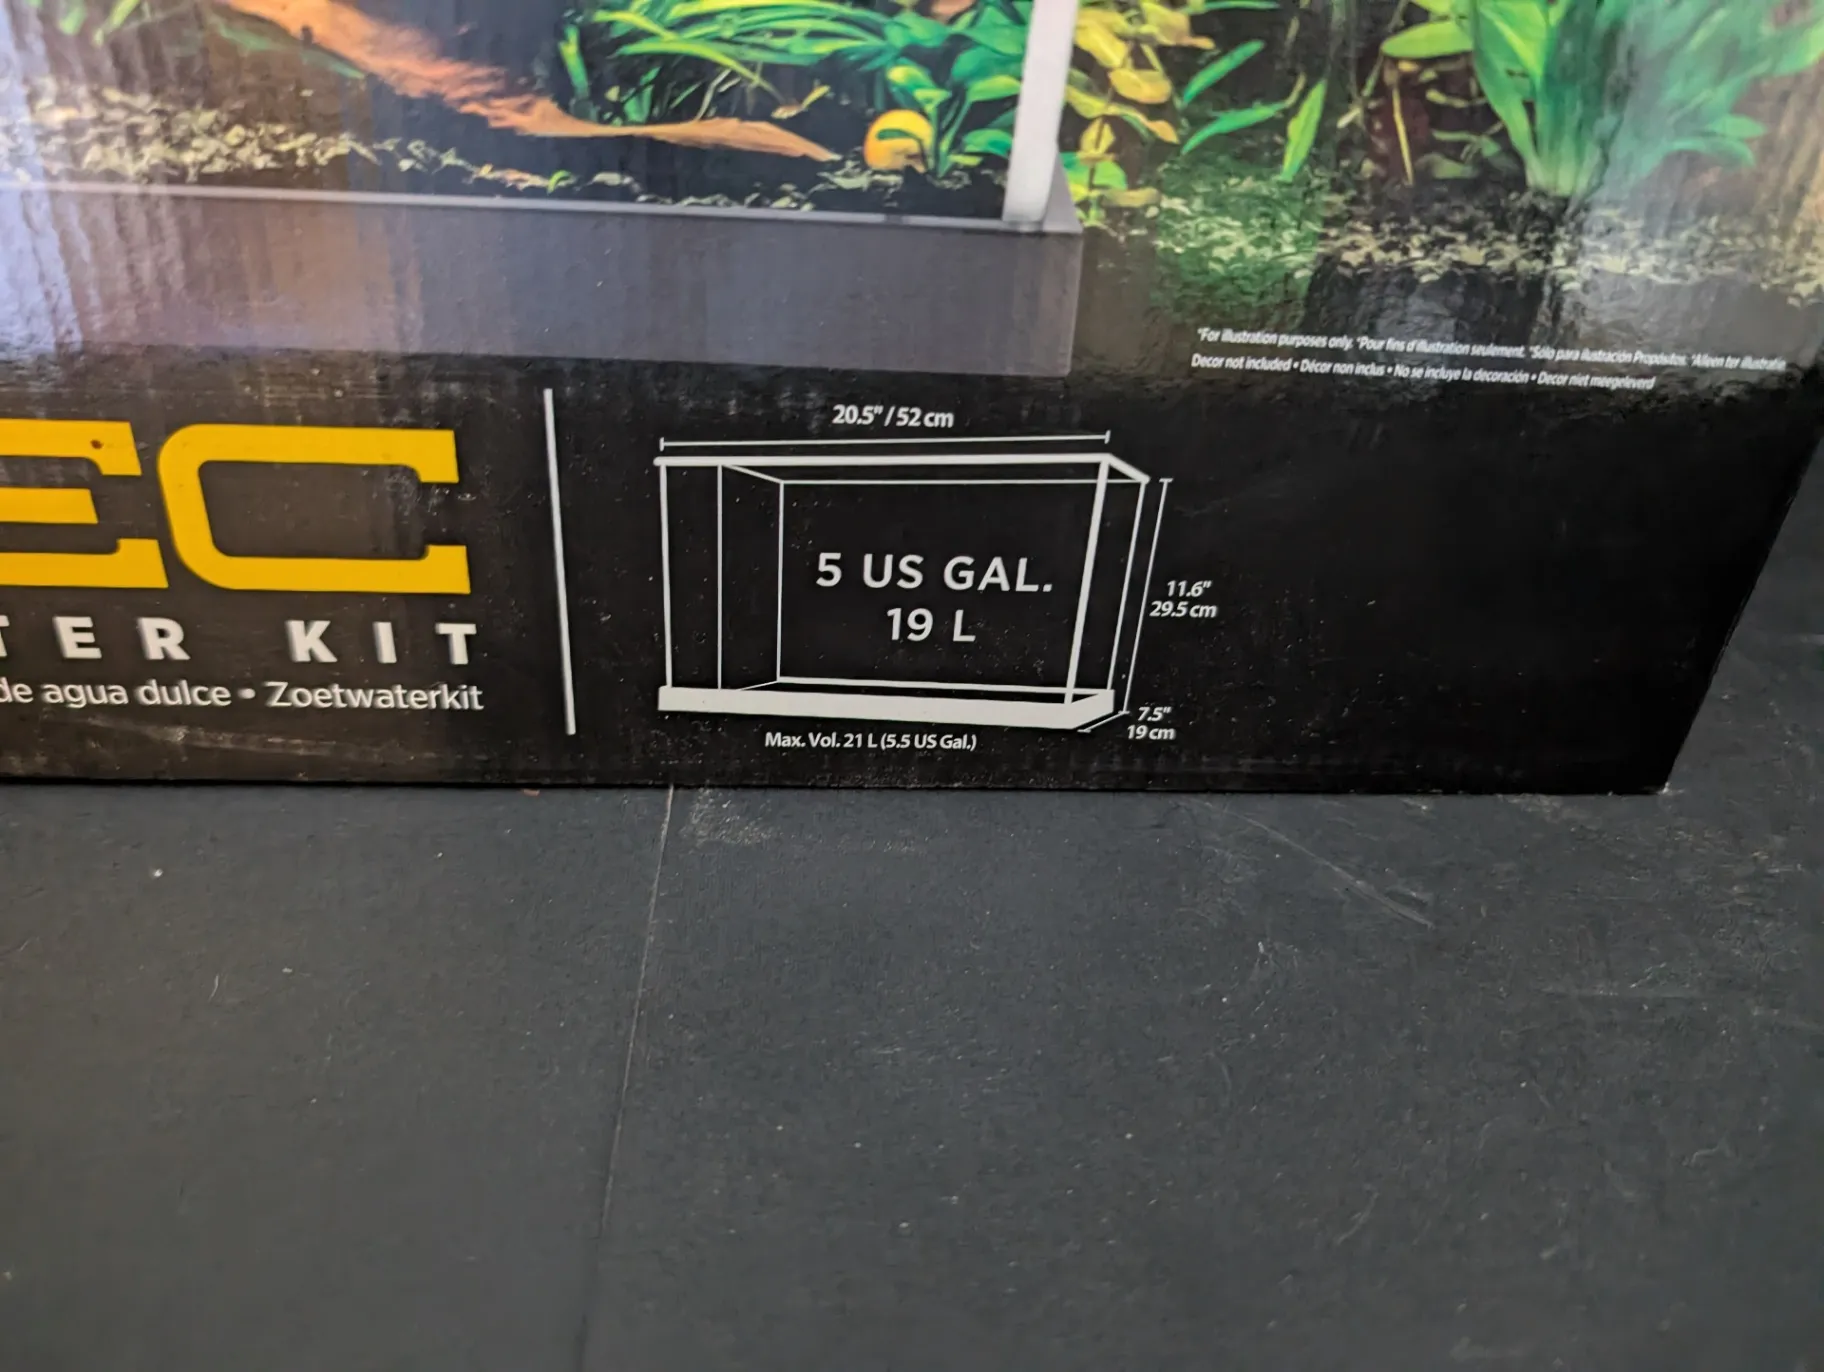 *For illustration purposes only. *Pour fins d'illustration seulement. *Solo para ilustración Propósitos. *Alleen ter illustratie
Decor not included • Décor non inclus • No se incluye la decoración • Decor niet meegeleverd
EC
TER KIT
de agua dulce • Zoetwaterkit
20.5" / 52 cm
5 US GAL.
19 L
11.6"
29.5 cm
7.5"
19 cm
Max. Vol. 21 L (5.5 US Gal.)